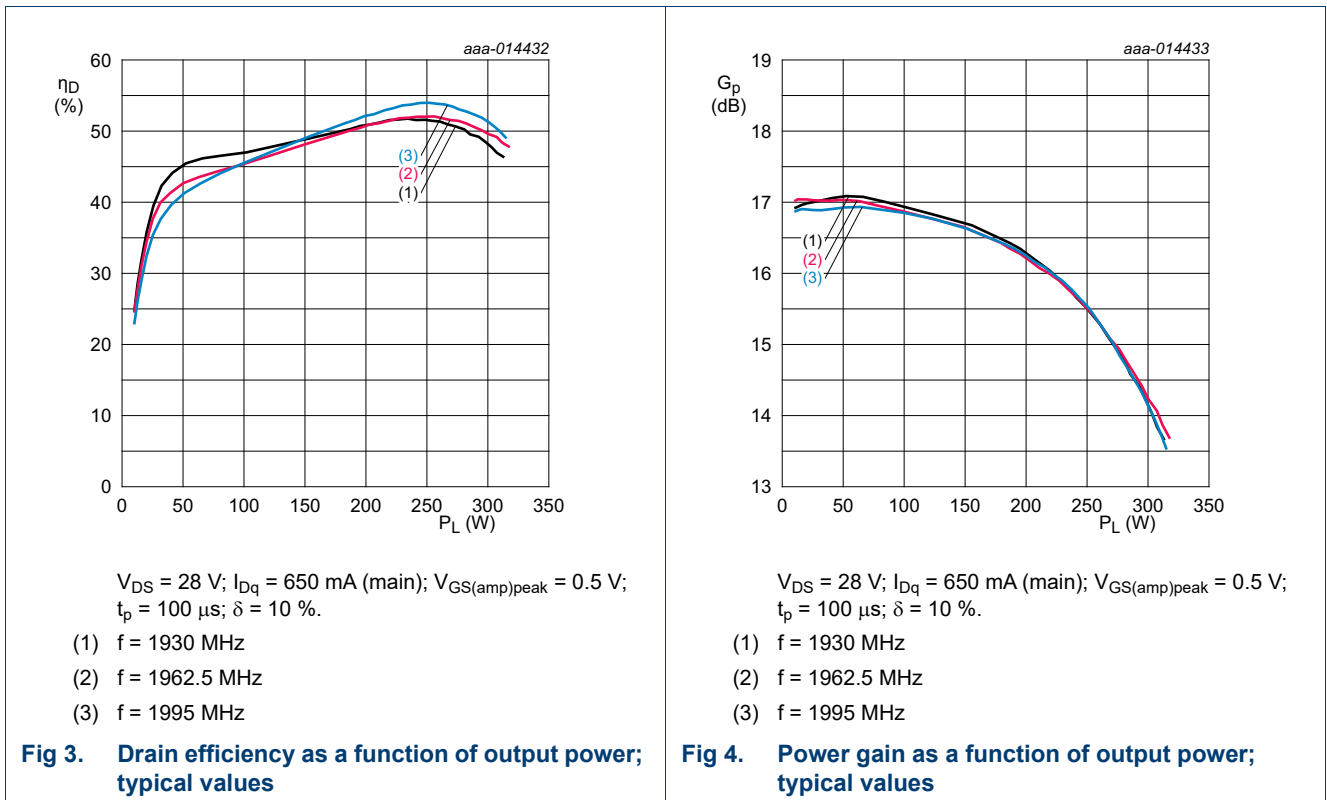 aaa-014432
60
50
40
30
20
10
0
ηD
(%)
(3)
(2)
(1)
0 50 100 150 200 250 300 350
PL (W)
VDS = 28 V; IDq = 650 mA (main); VGS(amp)peak = 0.5 V;
tp = 100 μs; δ = 10 %.
(1) f = 1930 MHz
(2) f = 1962.5 MHz
(3) f = 1995 MHz
Fig 3. Drain efficiency as a function of output power;
typical values
aaa-014433
19
18
17
16
15
14
13
Gp
(dB)
(1)
(2)
(3)
0 50 100 150 200 250 300 350
PL (W)
VDS = 28 V; IDq = 650 mA (main); VGS(amp)peak = 0.5 V;
tp = 100 μs; δ = 10 %.
(1) f = 1930 MHz
(2) f = 1962.5 MHz
(3) f = 1995 MHz
Fig 4. Power gain as a function of output power;
typical values